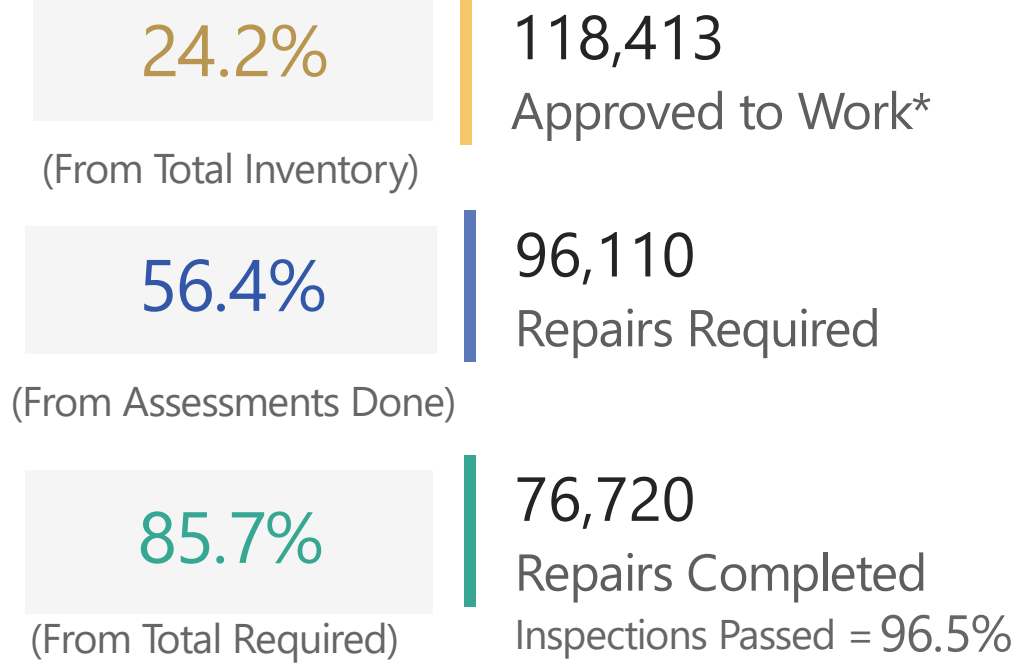 24.2%
118,413
Approved to Work*
(From Total Inventory)
56.4%
96,110
Repairs Required
(From Assessments Done)
85.7%
76,720
Repairs Completed
(From Total Required)
Inspections Passed = 96.5%